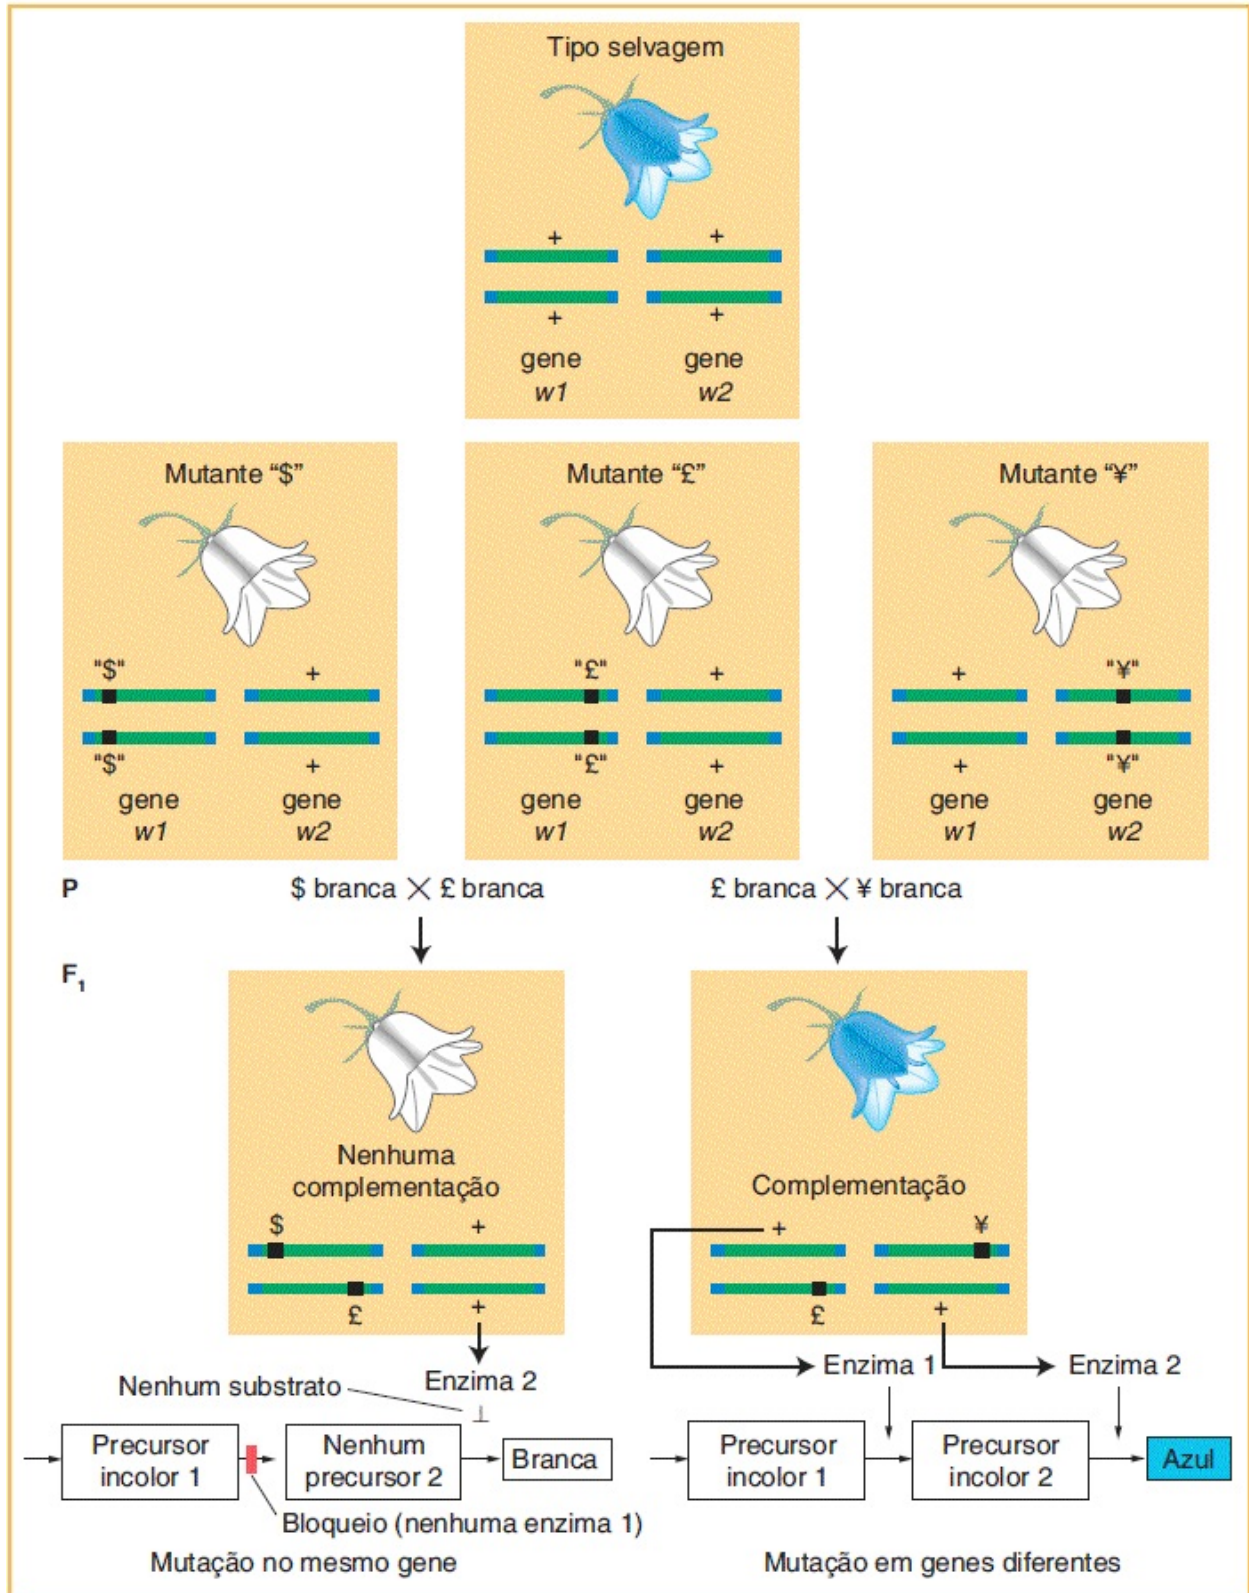 Tipo selvagem
+ +
+ +
gene gene
w1 w2
Mutante “$”
"$" +
"$" +
gene gene
w1 w2
Mutante “£”
"£" +
"£" +
gene gene
w1 w2
Mutante “¥”
+ "¥"
+ "¥"
gene gene
w1 w2
P
$ branca × £ branca
£ branca × ¥ branca
F1
Nenhuma
complementação
$ +
£ +
Enzima 2
Nenhum substrato
⊥
Precursor
incolor 1
Nenhum
precursor 2
Branca
Bloqueio (nenhuma enzima 1)
Mutação no mesmo gene
Complementação
+ ¥
£ +
Enzima 1
Enzima 2
Precursor
incolor 1
Precursor
incolor 2
Azul
Mutação em genes diferentes